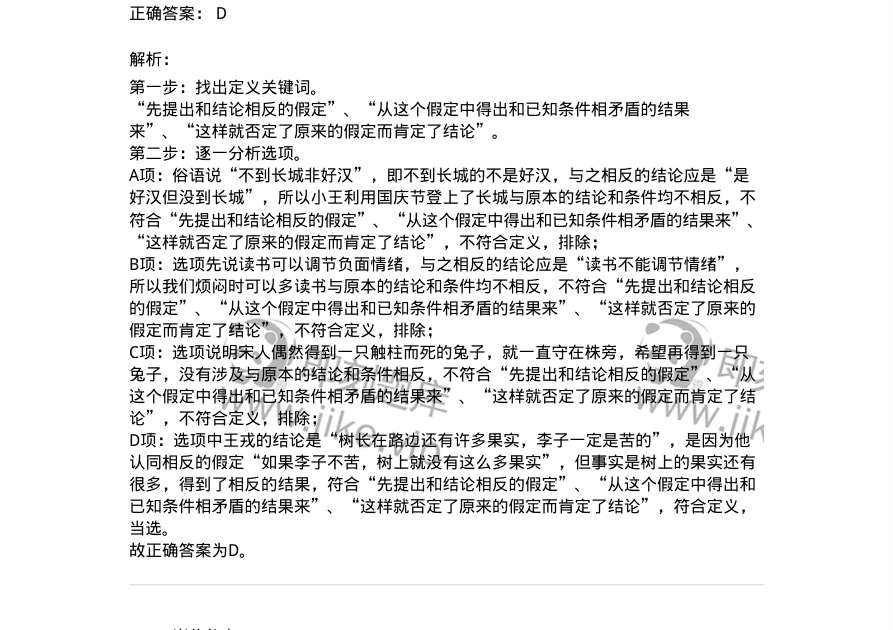 正确答案： D
解析：
第一步：找出定义关键词。
“先提出和结论相反的假定”、“从这个假定中得出和已知条件相矛盾的结果
来”、“这样就否定了原来的假定而肯定了结论”。
第二步：逐一分析选项。
A项：俗语说“不到长城非好汉”，即不到长城的不是好汉，与之相反的结论应是“是
好汉但没到长城”，所以小王利用国庆节登上了长城与原本的结论和条件均不相反，不
符合“先提出和结论相反的假定”、“从这个假定中得出和已知条件相矛盾的结果来”、
“这样就否定了原来的假定而肯定了结论”，不符合定义，排除；
B项：选项先说读书可以调节负面情绪，与之相反的结论应是“读书不能调节情绪”，
所以我们烦闷时可以多读书与原本的结论和条件均不相反，不符合“先提出和结论相反
的假定”、“从这个假定中得出和已知条件相矛盾的结果来”、“这样就否定了原来的
假定而肯定了结论”，不符合定义，排除；
C项：选项说明宋人偶然得到一只触柱而死的兔子，就一直守在株旁，希望再得到一只
兔子，没有涉及与原本的结论和条件相反，不符合“先提出和结论相反的假定”、“从
这个假定中得出和已知条件相矛盾的结果来”、“这样就否定了原来的假定而肯定了结
论”，不符合定义，排除；
D项：选项中王戎的结论是“树长在路边还有许多果实，李子一定是苦的”，是因为他
认同相反的假定“如果李子不苦，树上就没有这么多果实”，但事实是树上的果实还有
很多，得到了相反的结果，符合“先提出和结论相反的假定”、“从这个假定中得出和
已知条件相矛盾的结果来”、“这样就否定了原来的假定而肯定了结论”，符合定义，
当选。
故正确答案为D。
即刻题库
www.jike.vip
即刻
www.jik